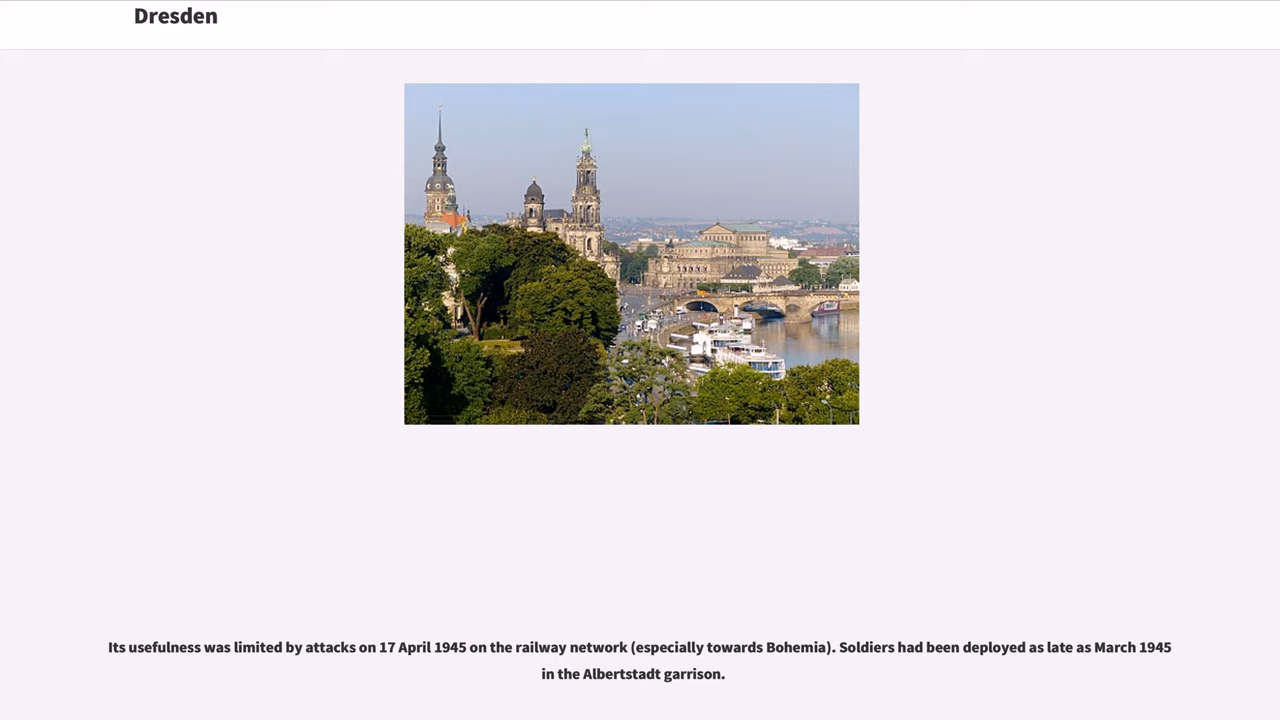 Dresden
Its usefulness was limited by attacks on 17 April 1945 on the railway network (especially towards Bohemia). Soldiers had been deployed as late as March 1945
in the Albertstadt garrison.